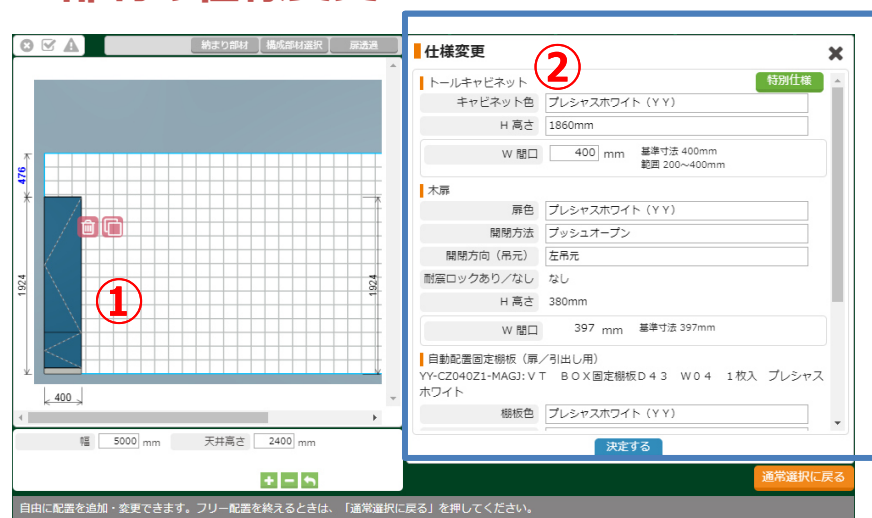 納まり部材 構成部材選択 扉透過
仕様変更
②
トールキャビネット 特別仕様
キャビネット色 プレシャスホワイト（ＹＹ）
H 高さ 1860mm
W 間口 400 mm 基準寸法 400mm
範囲 200～400mm
木扉
扉色 プレシャスホワイト（ＹＹ）
開閉方法 プッシュオープン
開閉方向（吊元） 左吊元
耐震ロックあり／なし なし
H 高さ 380mm
W 間口 397 mm 基準寸法 397mm
自動配置固定棚板（扉／引出し用）
YY-CZ040Z1-MAGJ:ＶＴ　ＢＯＸ固定棚板Ｄ４３　Ｗ０４　１枚入　プレシャス
ホワイト
棚板色 プレシャスホワイト（ＹＹ）
決定する
476
1924
①
1924
400
幅 5000 mm 天井高さ 2400 mm
通常選択に戻る
自由に配置を追加・変更できます。フリー配置を終えるときは、「通常選択に戻る」を押してください。